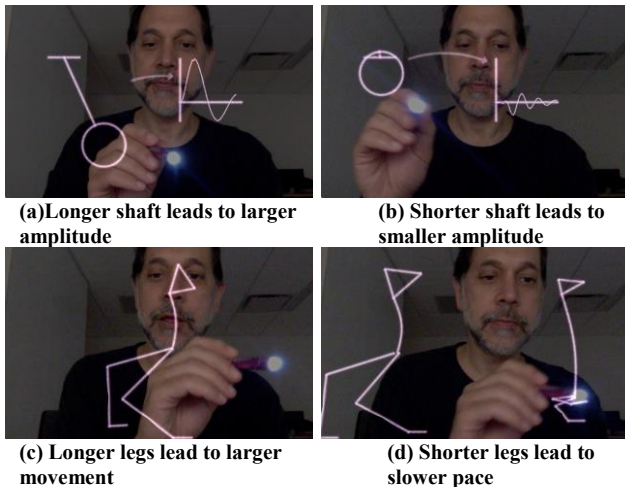 (a)Longer shaft leads to larger
amplitude
(b) Shorter shaft leads to
smaller amplitude
(c) Longer legs lead to larger
movement
(d) Shorter legs lead to
slower pace